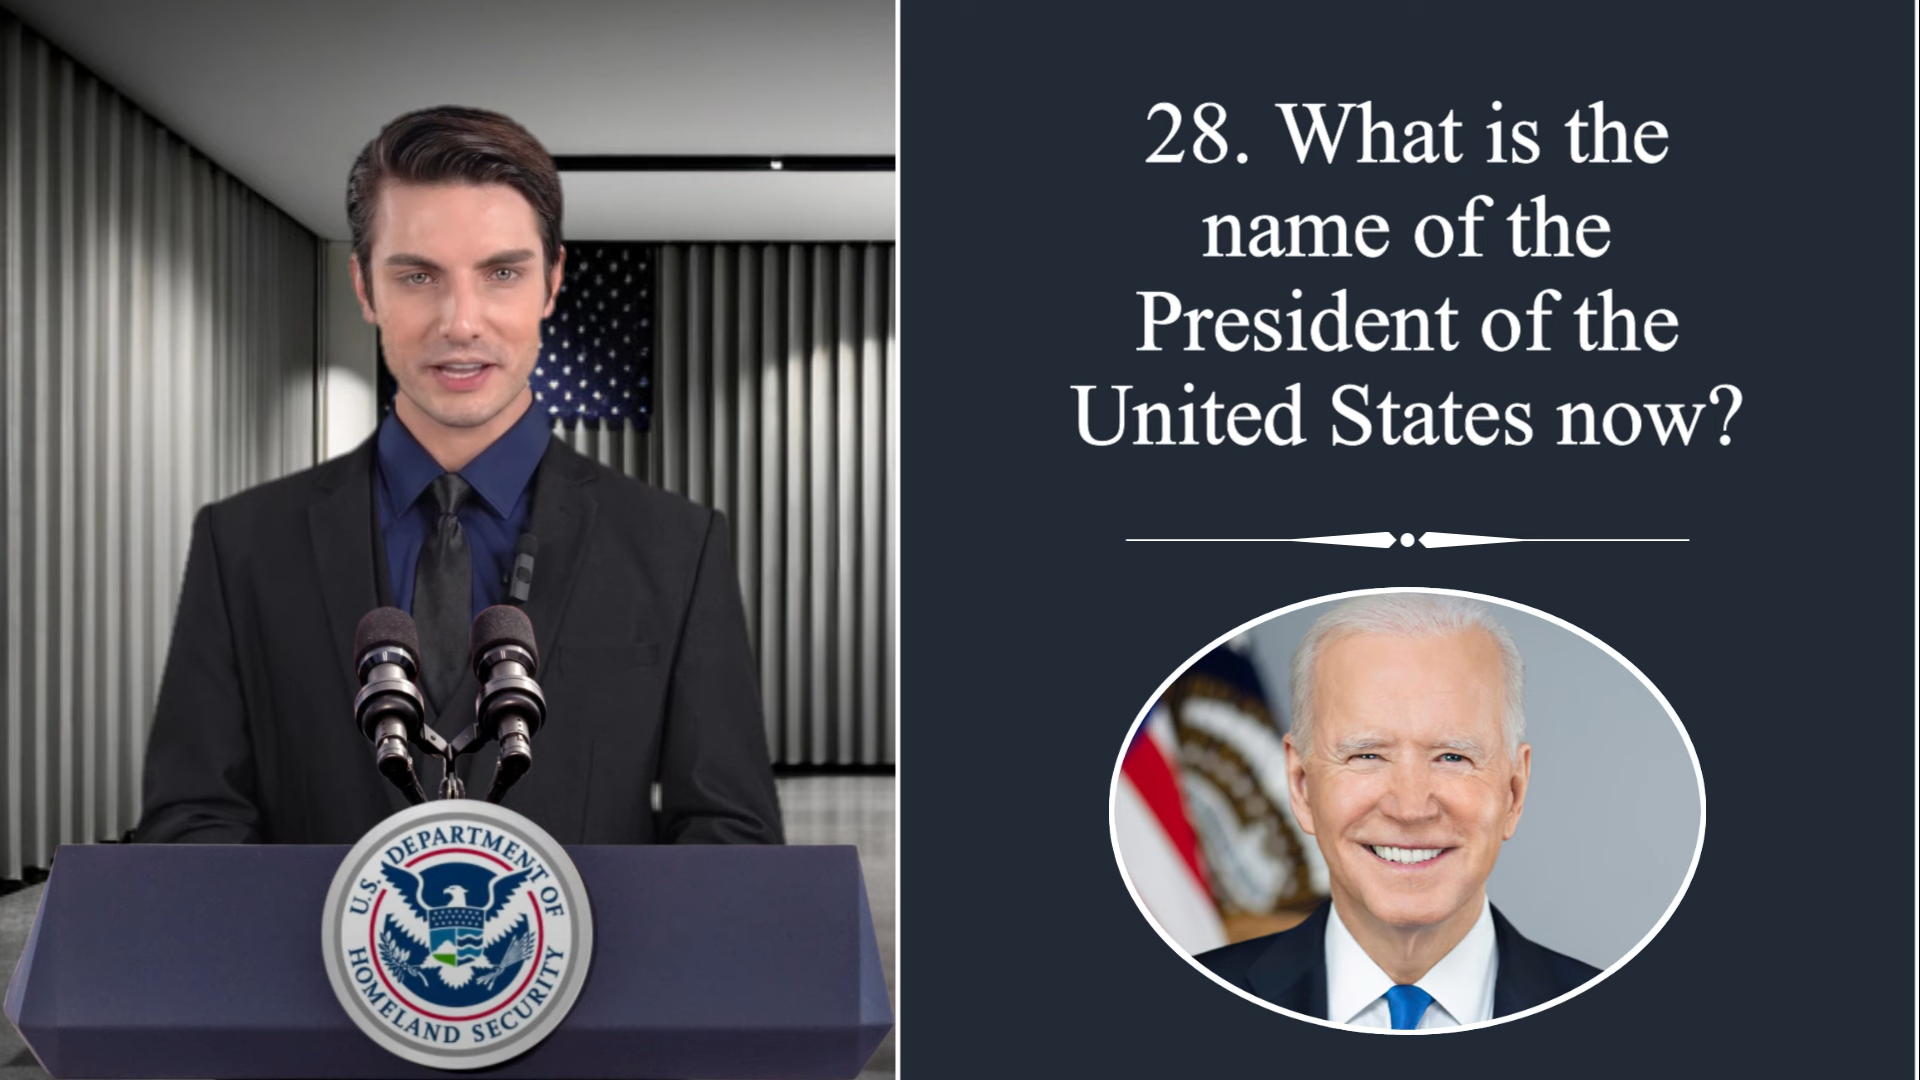 28. What is the
name of the
President of the
United States now?
U.S. DEPARTMENT OF
HOMELAND SECURITY